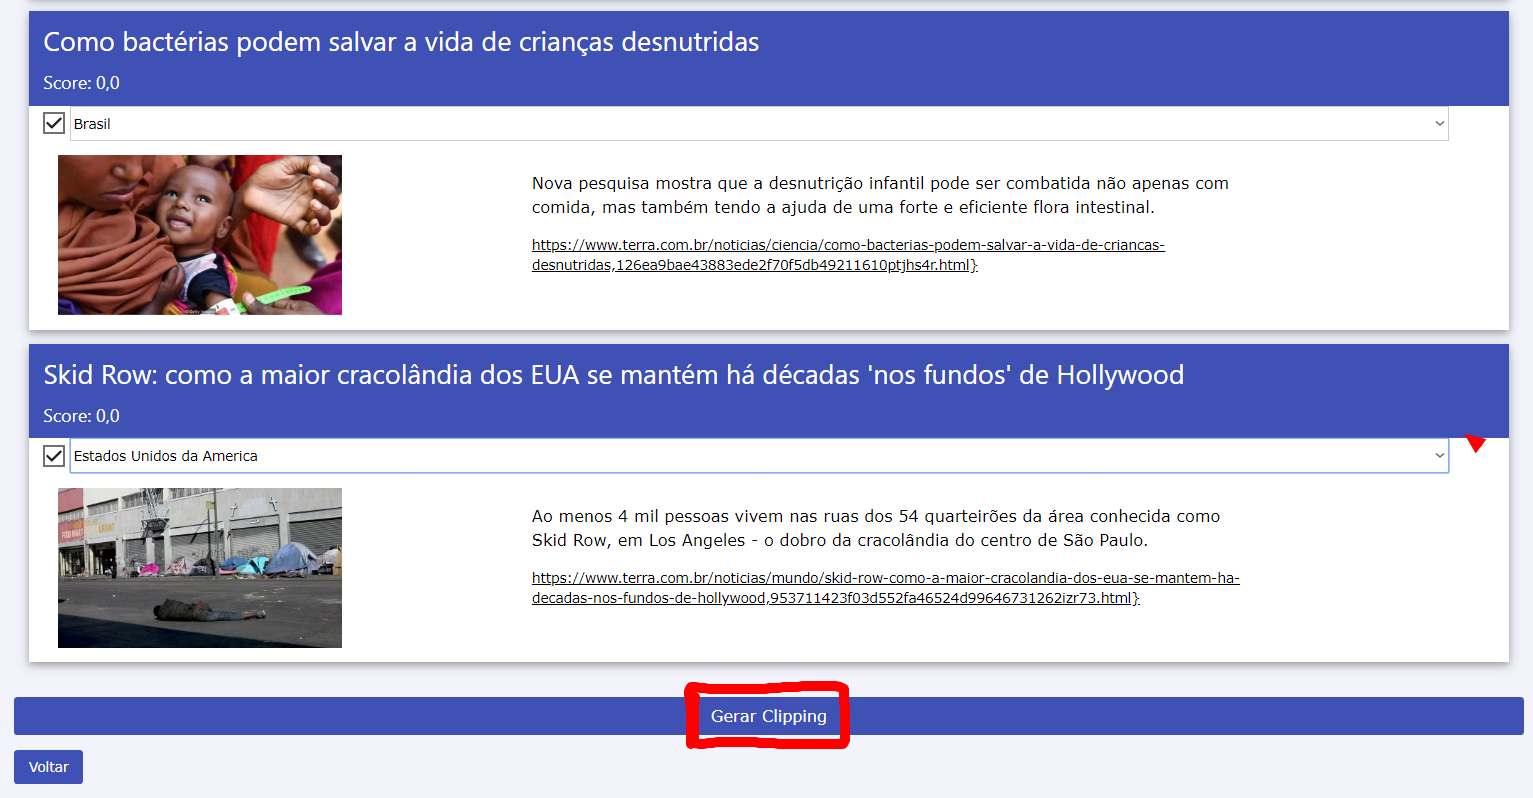 Como bactérias podem salvar a vida de crianças desnutridas
Score: 0,0
Brasil
Nova pesquisa mostra que a desnutrição infantil pode ser combatida não apenas com
comida, mas também tendo a ajuda de uma forte e eficiente flora intestinal.
https://www.terra.com.br/noticias/ciencia/como-bacterias-podem-salvar-a-vida-de-criancas-
desnutridas,126ea9bae43883ede2f70f5db49211610ptjhs4r.html}
Skid Row: como a maior cracolândia dos EUA se mantém há décadas 'nos fundos' de Hollywood
Score: 0,0
Estados Unidos da America
Ao menos 4 mil pessoas vivem nas ruas dos 54 quarteirões da área conhecida como
Skid Row, em Los Angeles - o dobro da cracolândia do centro de São Paulo.
https://www.terra.com.br/noticias/mundo/skid-row-como-a-maior-cracolandia-dos-eua-se-mantem-ha-
decadas-nos-fundos-de-hollywood,953711423f03d552fa46524d99646731262izr73.html}
Gerar Clipping
Voltar